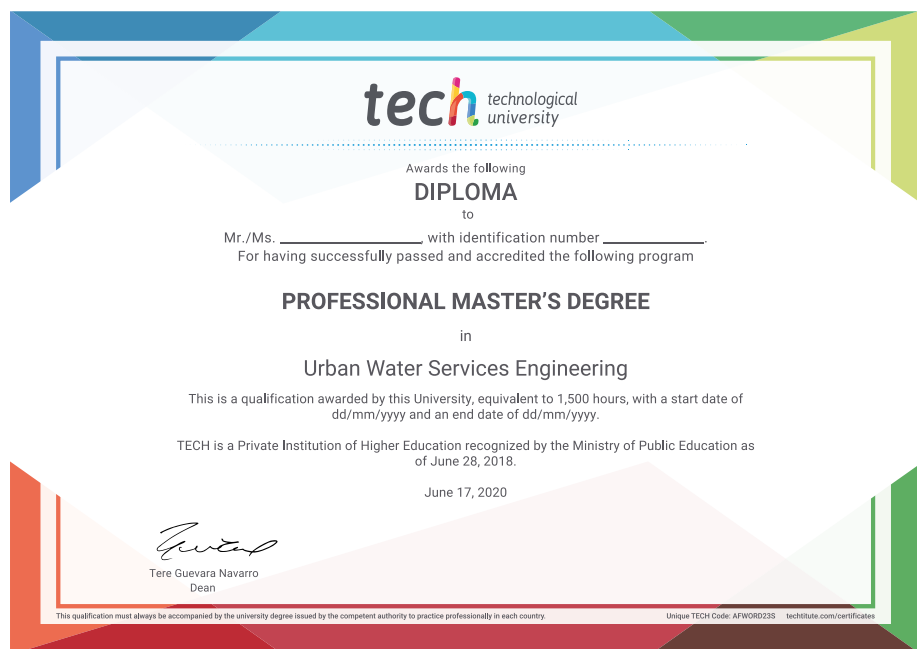 tech technological
university
Awards the following
DIPLOMA
to
Mr./Ms. ____________________, with identification number ______________.
For having successfully passed and accredited the following program
PROFESSIONAL MASTER'S DEGREE
in
Urban Water Services Engineering
This is a qualification awarded by this University, equivalent to 1,500 hours, with a start date of
dd/mm/yyyy and an end date of dd/mm/yyyy.
TECH is a Private Institution of Higher Education recognized by the Ministry of Public Education as
of June 28, 2018.
June 17, 2020
Tere Guevara Navarro
Dean
This qualification must always be accompanied by the university degree issued by the competent authority to practice professionally in each country. Unique TECH Code: AFWORD23S techtitute.com/certificates